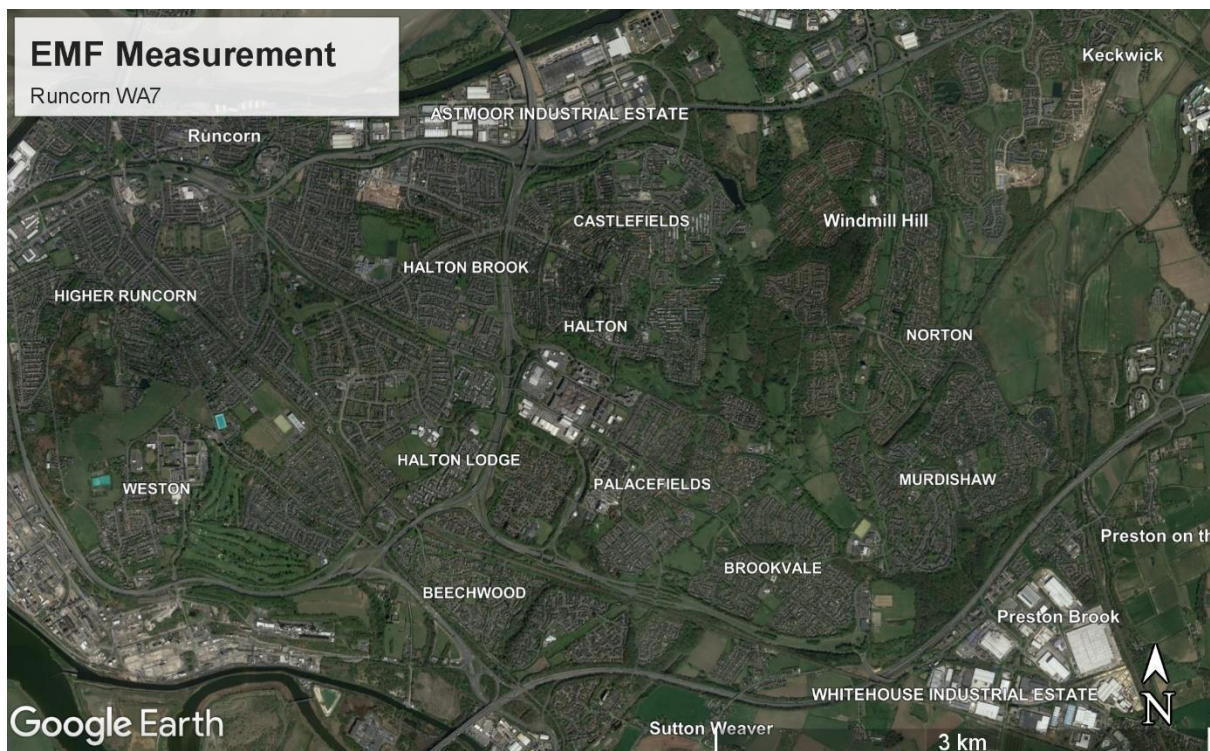 EMF Measurement
Runcorn WA7
Keckwick
ASTMOOR INDUSTRIAL ESTATE
Runcorn
CASTLEFIELDS
Windmill Hill
HALTON BROOK
HIGHER RUNCORN
HALTON
NORTON
HALTON LODGE
WESTON
PALACEFIELDS
MURDISHAW
Preston on th
BROOKVALE
BEECHWOOD
Preston Brook
WHITEHOUSE INDUSTRIAL ESTATE
N
Google Earth
Sutton Weaver
3 km